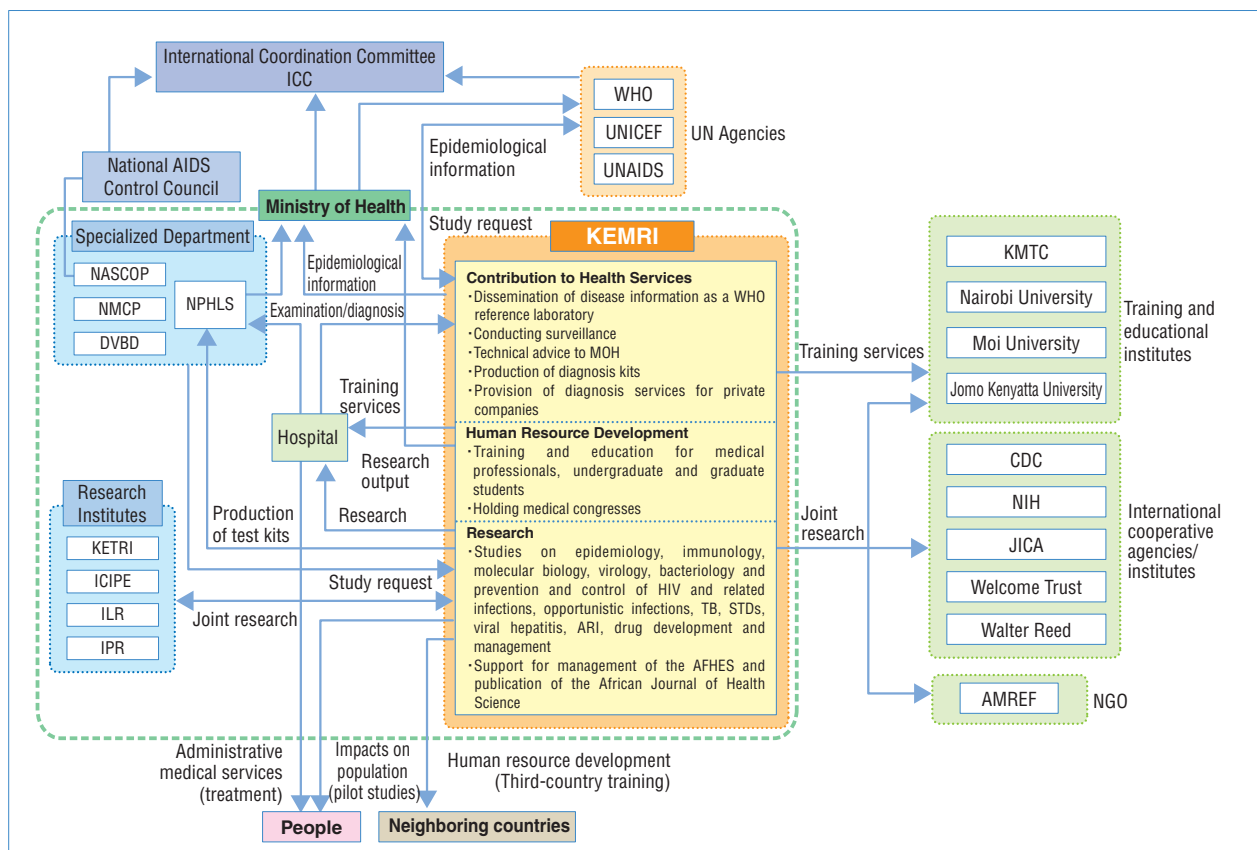 International Coordination Committee
ICC
WHO
UNICEF
UNAIDS
UN Agencies
Epidemiological
information
National AIDS
Control Council
Ministry of Health
Study request
Specialized Department
NASCOP
NMCP
DVBD
NPHLS
Epidemiological
information
Examination/diagnosis
KEMRI
Contribution to Health Services
・Dissemination of disease information as a WHO
reference laboratory
・Conducting surveillance
・Technical advice to MOH
・Production of diagnosis kits
・Provision of diagnosis services for private
companies
Human Resource Development
・Training and education for medical
professionals, undergraduate and graduate
students
・Holding medical congresses
Research
・Studies on epidemiology, immunology,
molecular biology, virology, bacteriology and
prevention and control of HIV and related
infections, opportunistic infections, TB, STDs,
viral hepatitis, ARI, drug development and
management
・Support for management of the AFHES and
publication of the African Journal of Health
Science
Training
services
Hospital
Research
output
Research
Production
of test kits
Study request
Joint research
Research
Institutes
KETRI
ICIPE
ILR
IPR
Training services
KMTC
Nairobi University
Moi University
Jomo Kenyatta University
Training and
educational
institutes
Joint
research
CDC
NIH
JICA
Welcome Trust
Walter Reed
International
cooperative
agencies/
institutes
AMREF
NGO
Administrative
medical services
(treatment)
Impacts on
population
(pilot studies)
Human resource development
(Third-country training)
People
Neighboring countries